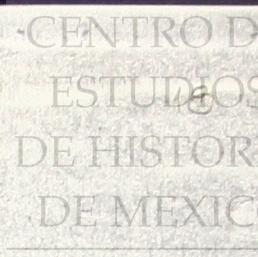 CENTRO D
ESTUDIOS
DE HISTOR
DE MEXIC